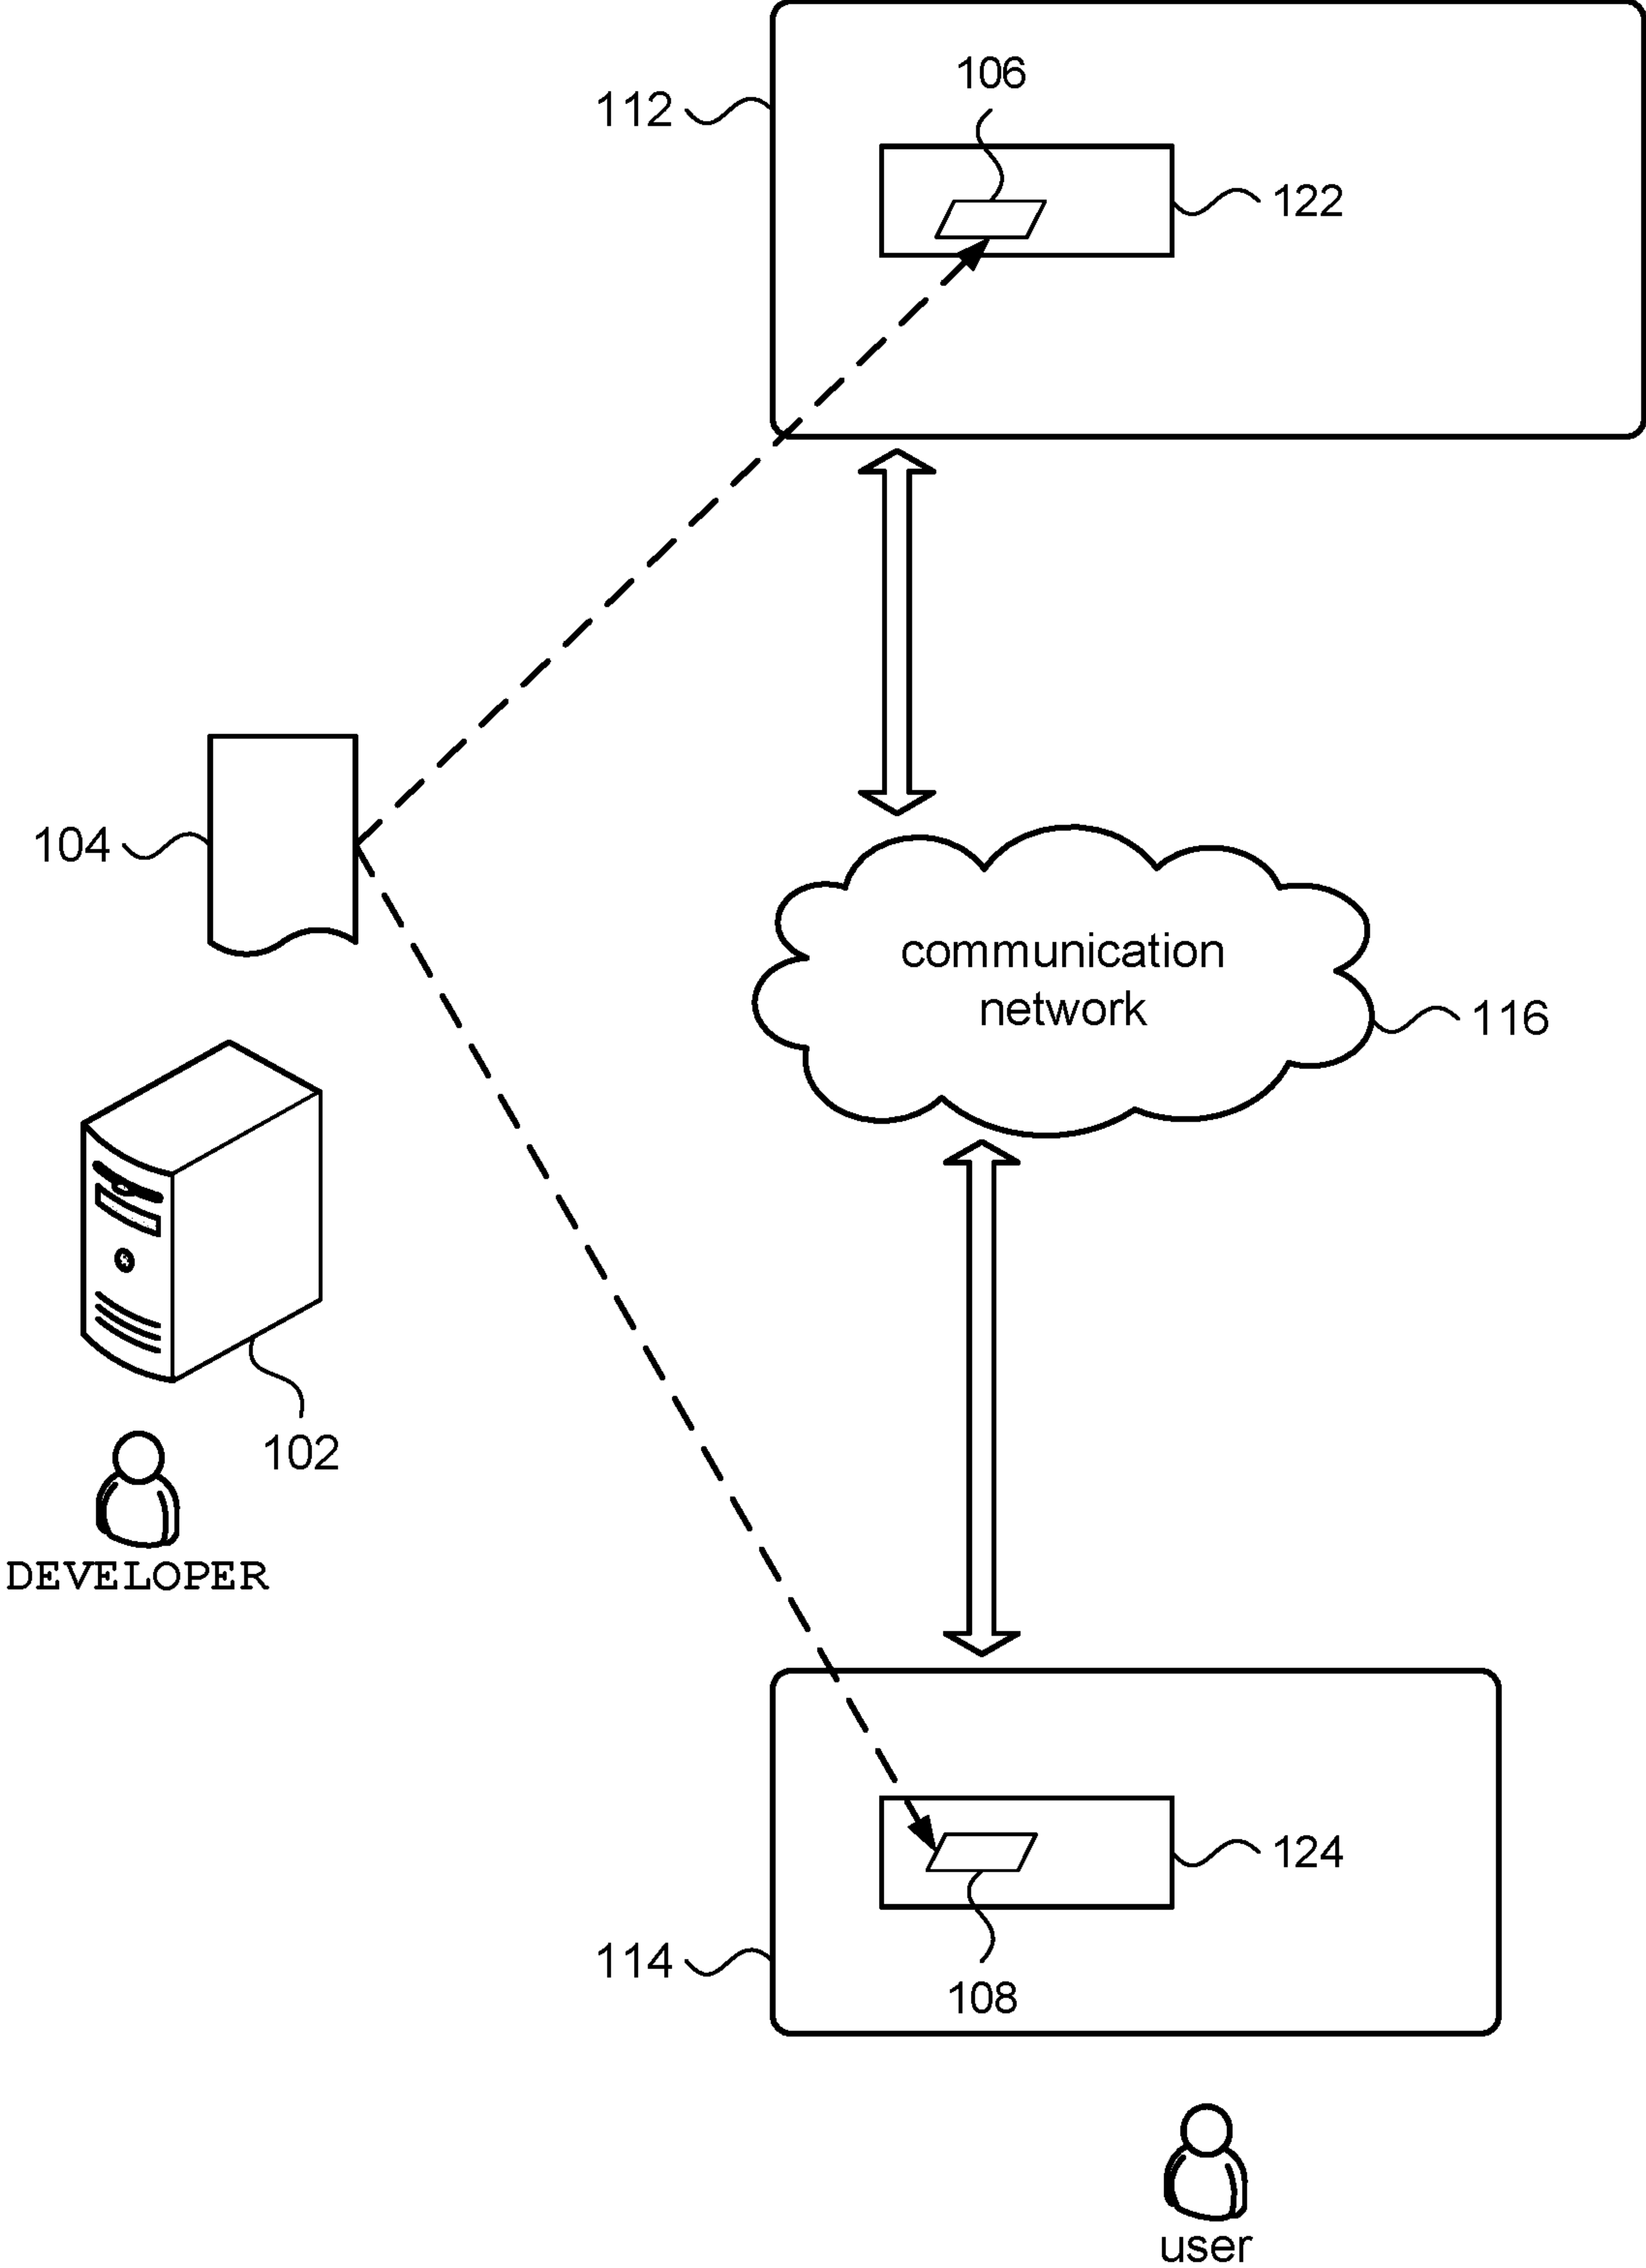 106
112
122
104
communication
network
116
102
DEVELOPER
124
114
108
user